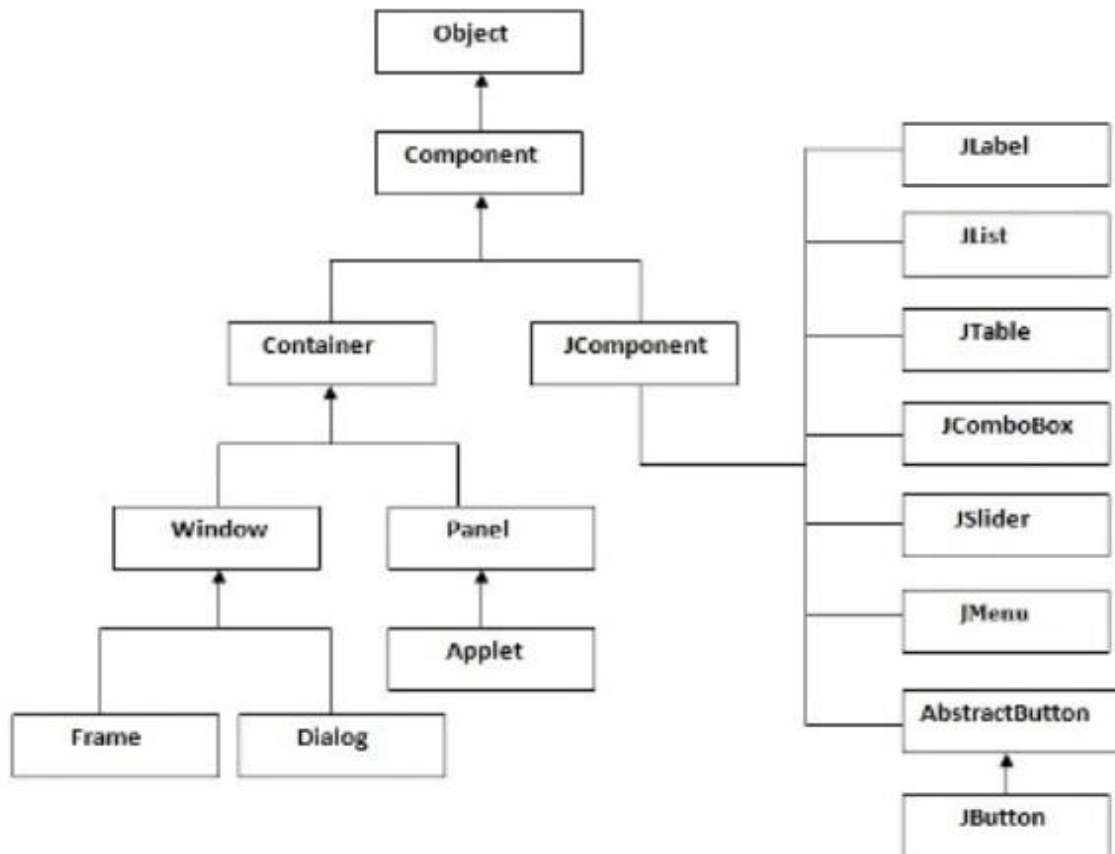 Object
Component
Container
JComponent
Window
Panel
Applet
Frame
Dialog
JLabel
JList
JTable
JComboBox
JSlider
JMenu
AbstractButton
JButton